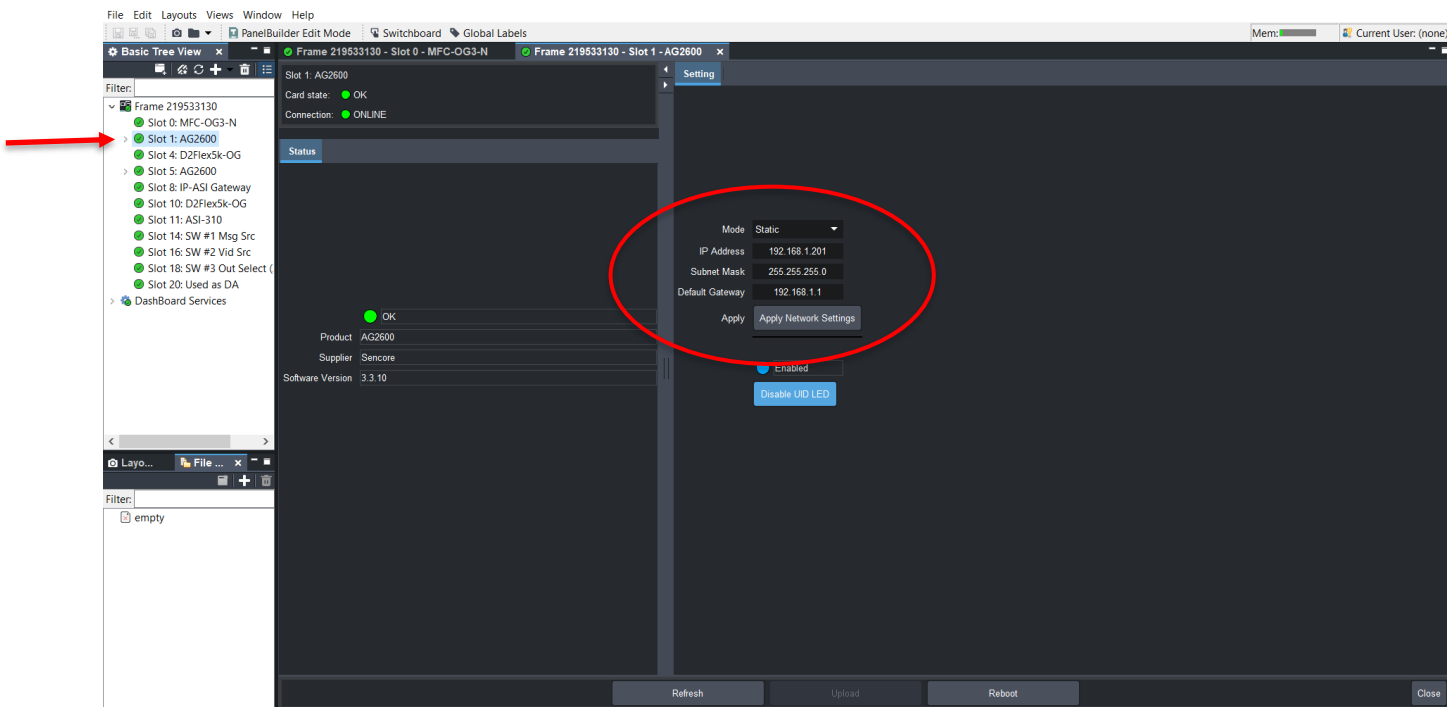 File Edit Layouts Views Window Help
PanelBuilder Edit Mode Switchboard Global Labels
Mem:
Current User: (none)
Basic Tree View
Filter:
Frame 219533130
Slot 0: MFC-OG3-N
Slot 1: AG2600
Slot 4: D2Flex5k-OG
Slot 5: AG2600
Slot 8: IP-ASI Gateway
Slot 10: D2Flex5k-OG
Slot 11: ASI-310
Slot 14: SW #1 Msg Src
Slot 16: SW #2 Vid Src
Slot 18: SW #3 Out Select (
Slot 20: Used as DA
DashBoard Services
Layo...
File ...
Filter:
empty
Frame 219533130 - Slot 0 - MFC-OG3-N
Frame 219533130 - Slot 1 - AG2600
Slot 1: AG2600
Card state: OK
Connection: ONLINE
Status
OK
Product AG2600
Supplier Sencore
Software Version 3.3.10
Setting
Mode Static
IP Address 192.168.1.201
Subnet Mask 255.255.255.0
Default Gateway 192.168.1.1
Apply Apply Network Settings
Enabled
Disable UID LED
Refresh
Upload
Reboot
Close